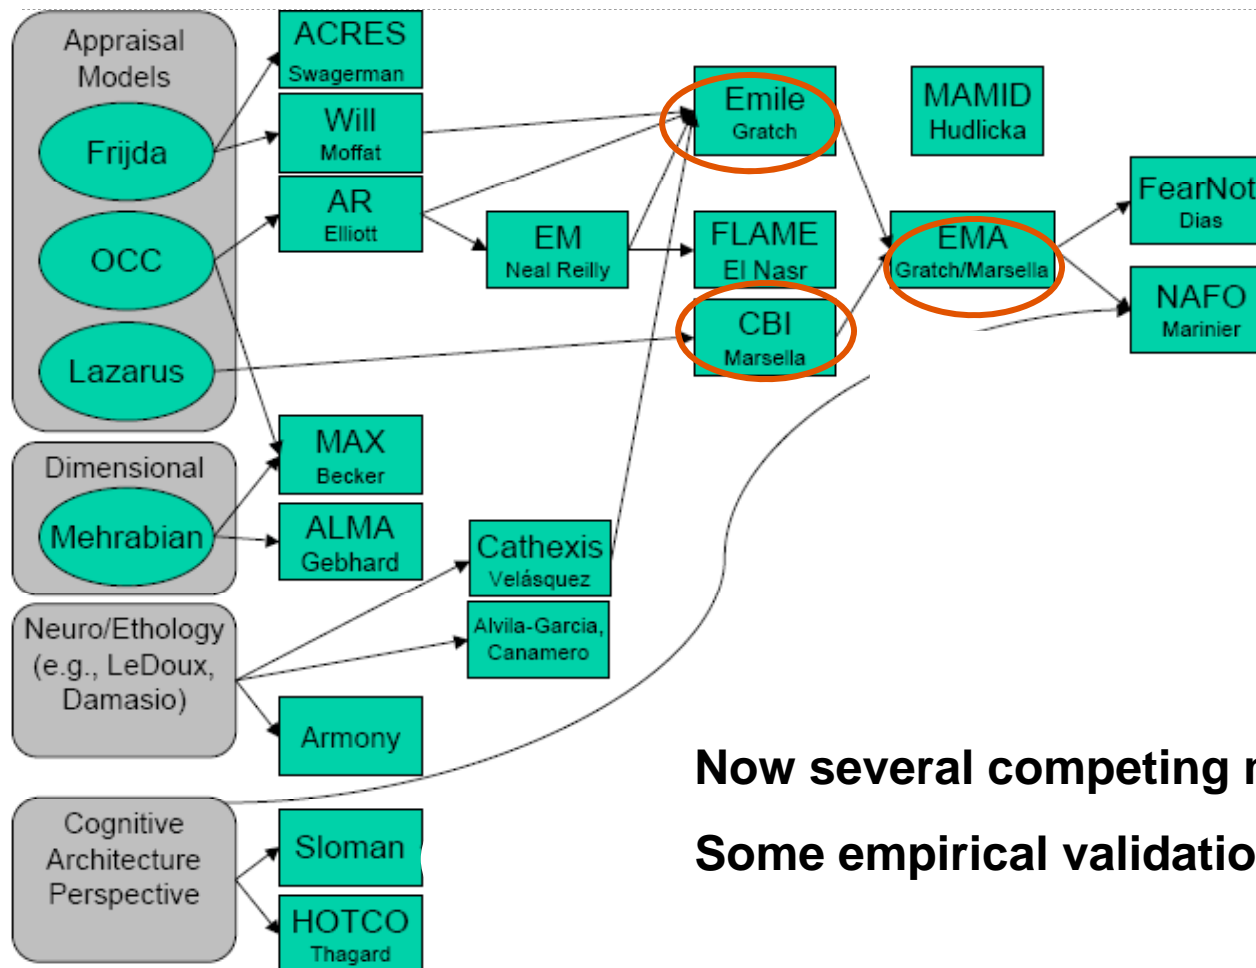 Appraisal
Models
Frijda
OCC
Lazarus
ACRES
Swagerman
Will
Moffat
AR
Elliott
EM
Neal Reilly
Emile
Gratch
FLAME
El Nasr
CBI
Marsella
MAMID
Hudlicka
EMA
Gratch/Marsella
FearNot
Dias
NAFO
Marinier
Dimensional
Mehrabian
MAX
Becker
ALMA
Gebhard
Cathexis
Velásquez
Alvila-Garcia,
Canamero
Neuro/Ethology
(e.g., LeDoux,
Damasio)
Armony
Cognitive
Architecture
Perspective
Sloman
HOTCO
Thagard
Now several competing
Some empirical